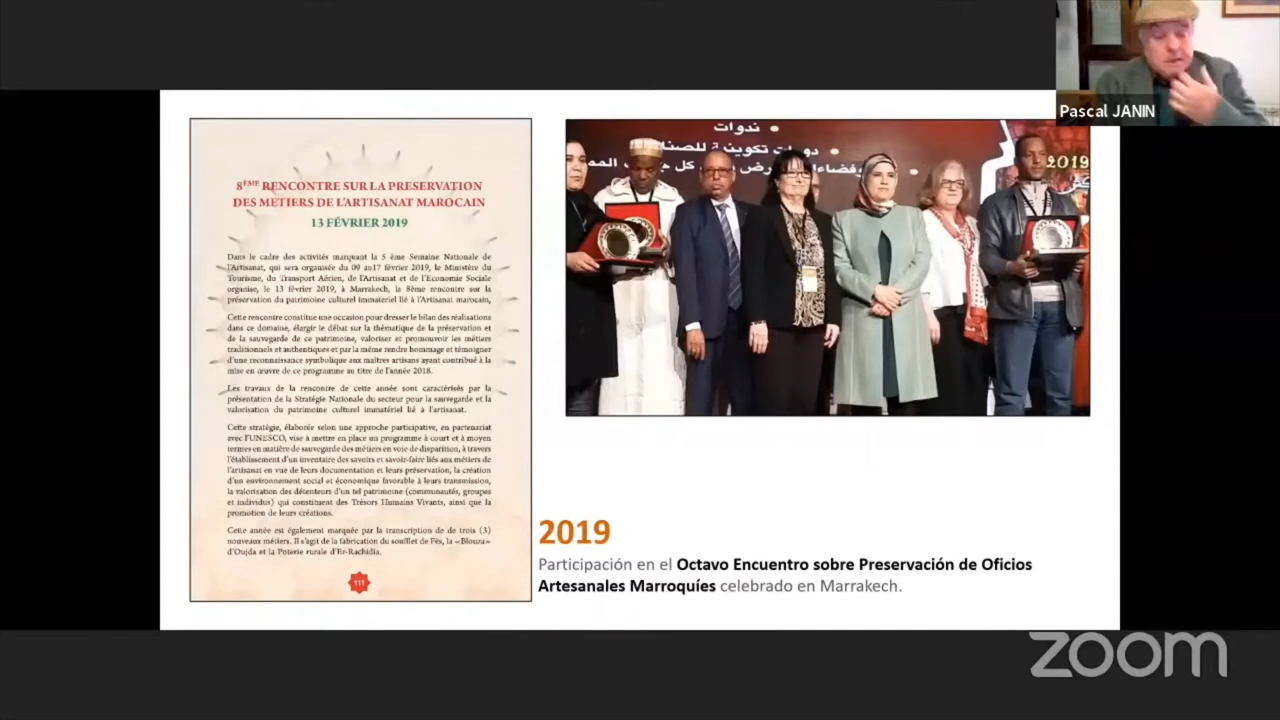 Pascal JANIN
8ÈME RENCONTRE SUR LA PRESERVATION
DES MÉTIERS DE L'ARTISANAT MAROCAIN
13 FÉVRIER 2019
Dans le cadre des activités marquant la 5 ème Semaine Nationale de
l'Artisanat, qui sera organisée du 09 au17 février 2019, le Ministère du
Tourisme, du Transport Aérien, de l'Artisanat et de l'Economie Sociale
organise, le 13 février 2019, à Marrakech, la 8ème rencontre sur la
préservation du patrimoine culturel immateriel lié à l'Artisanat marocain,
Cette rencontre constitue une occasion pour dresser le bilan des réalisations
dans ce domaine, élargir le débat sur la thématique de la préservation et
de la sauvegarde de ce patrimoine, valoriser et promouvoir les métiers
traditionnels et authentiques et par la même rendre hommage et témoigner
d'une reconnaissance symbolique aux maîtres artisans ayant contribué à la
mise en œuvre de ce programme au titre de l'année 2018.
Les travaux de la rencontre de cette année sont caractérisés par la
présentation de la Stratégie Nationale du secteur pour la sauvegarde et la
valorisation du patrimoine culturel immatériel lié à l'artisanat.
Cette stratégie, élaborée selon une approche participative, en partenariat
avec l'UNESCO, vise à mettre en place un programme à court et à moyen
termes en matière de sauvegarde des métiers en voie de disparition, à travers
l'établissement d'un inventaire des savoirs et savoir-faire liés aux métiers de
l'artisanat en vue de leurs documentation et leurs préservation, la création
d'un environnement social et économique favorable à leurs transmission,
la valorisation des détenteurs d'un tel patrimoine (communautés, groupes
et individus) qui constituent des Trésors Humains Vivants, ainsi que la
promotion de leurs créations.
Cette année est également marquée par la transcription de de trois (3)
nouveaux métiers. Il s'agit de la fabrication du soufflet de Fès, la «Blouza»
d'Oujda et la Poterie rurale d'Er-Rachidia.
111
ندوات
دورات تكوينية للصنا
كل
2019
2019
Participación en el Octavo Encuentro sobre Preservación de Oficios
Artesanales Marroquíes celebrado en Marrakech.
zoom